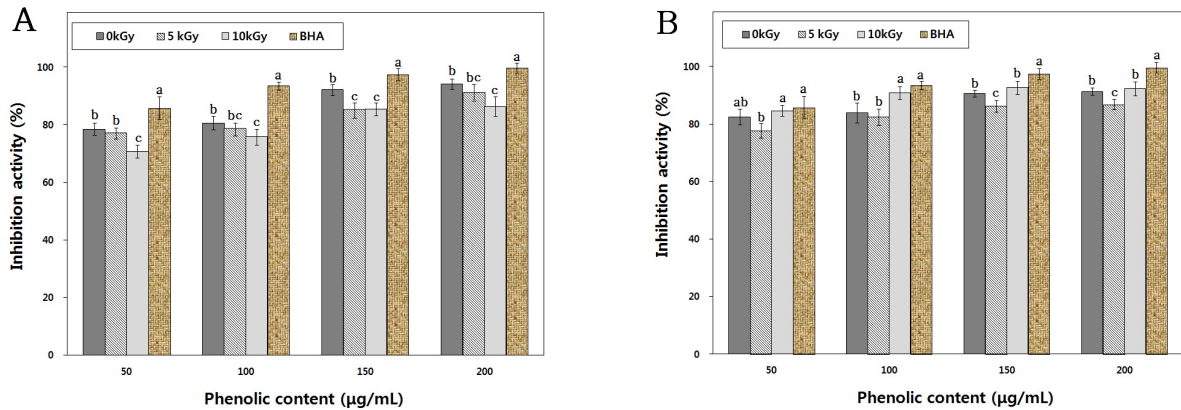 A
0kGy 5 kGy 10kGy BHA
Inhibition activity (%)
100
80
60
40
20
0
b b c a
b bc c a
b c c a
b bc c a
50 100 150 200
Phenolic content (µg/mL)
B
0kGy 5 kGy 10kGy BHA
Inhibition activity (%)
100
80
60
40
20
0
ab b a a
b b a a
b c b a
b c b a
50 100 150 200
Phenolic content (µg/mL)